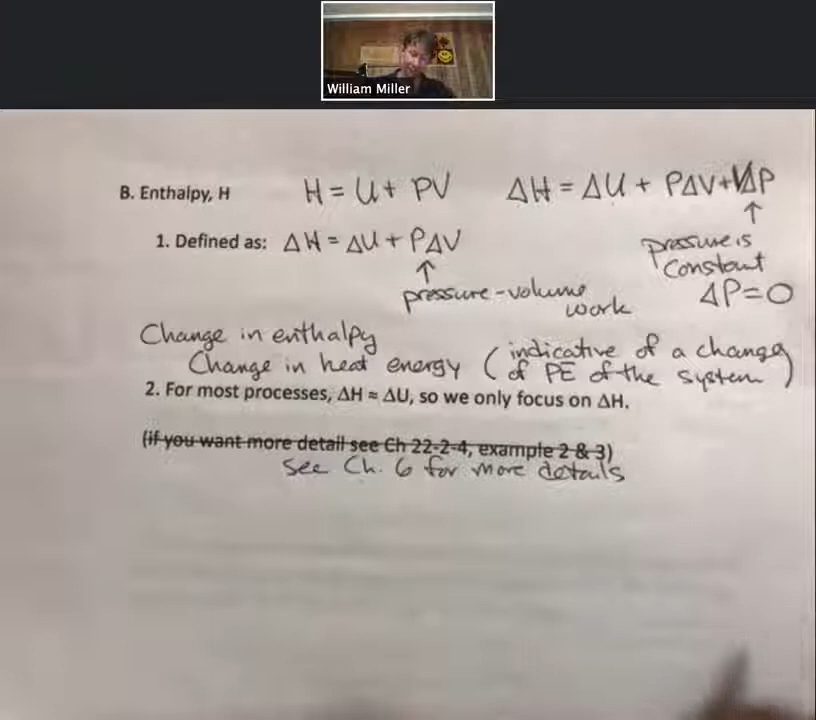 William Miller
B. Enthalpy, H H = U + PV ΔH = ΔU + PΔV + VΔP
↑
1. Defined as: ΔH = ΔU + PΔV pressure is
↑ constant
pressure-volume ΔP=0
work
Change in enthalpy
Change in heat energy (indicative of a change
of PE of the system)
2. For most processes, ΔH ≈ ΔU, so we only focus on ΔH.
(if you want more detail see Ch 22-2-4, example 2 & 3)
See Ch. 6 for more details